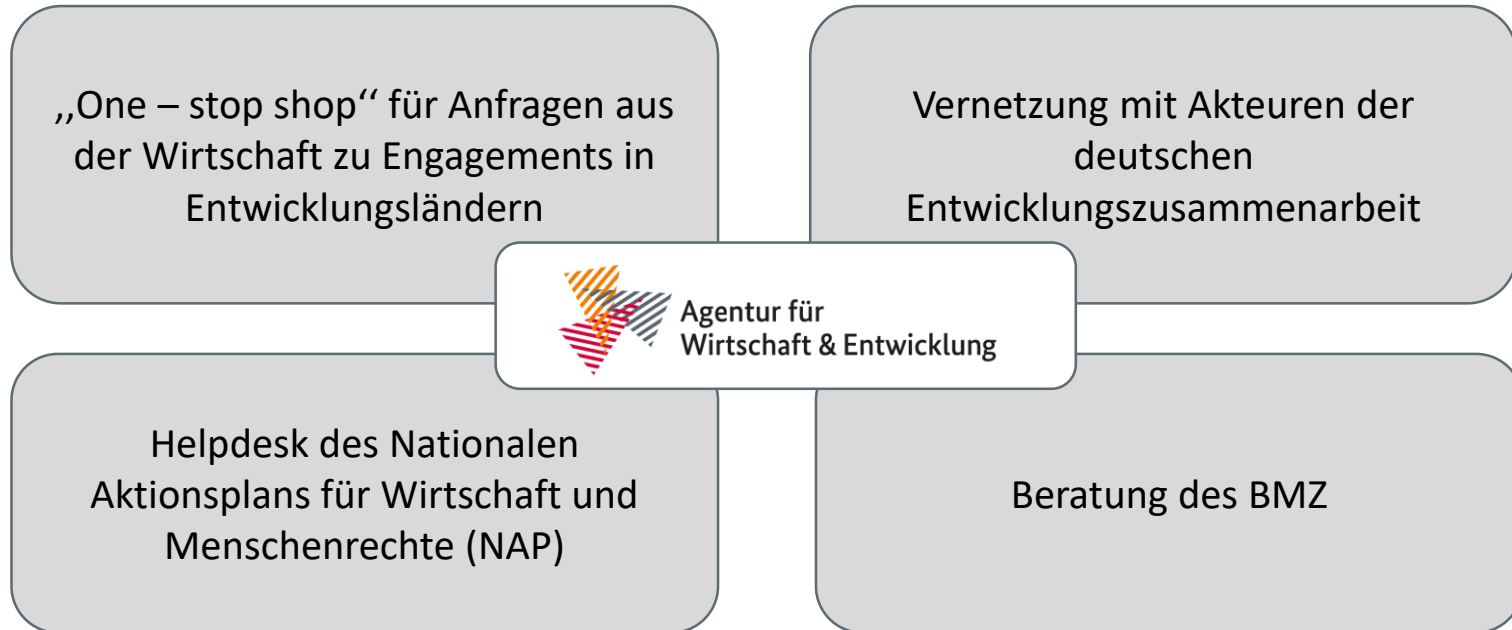 ,,One – stop shop‘‘ für Anfragen aus
der Wirtschaft zu Engagements in
Entwicklungsländern
Vernetzung mit Akteuren der
deutschen
Entwicklungszusammenarbeit
Agentur für
Wirtschaft & Entwicklung
Helpdesk des Nationalen
Aktionsplans für Wirtschaft und
Menschenrechte (NAP)
Beratung des BMZ